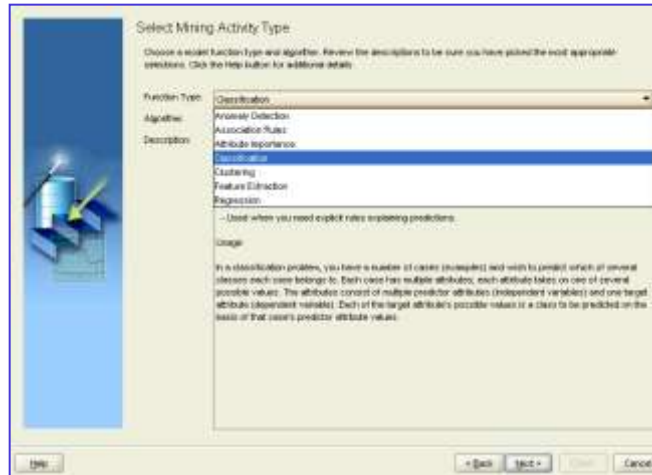 Select Mining Activity Type
Choose a model function type and algorithm. Review the descriptions to be sure you have picked the most appropriate
selections. Click the Help button for additional details.
Function Type:
Classification
Algorithm:
Anomaly Detection
Association Rules
Description:
Attribute Importance
Classification
Clustering
Feature Extraction
Regression
- Used when you need explicit rules explaining predictions.
Usage
In a classification problem, you have a number of cases (examples) and wish to predict which of several
classes each case belongs to. Each case has multiple attributes; each attribute takes on one of several
possible values. The attributes consist of multiple predictor attributes (independent variables) and one target
attribute (dependent variable). Each of the target attribute's possible values is a class to be predicted on the
basis of that case's predictor attribute values.
Help
< Back
Next >
Cancel